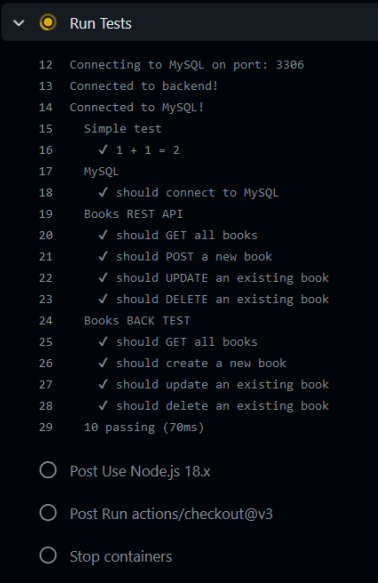 Run Tests
12 Connecting to MySQL on port: 3306
13 Connected to backend!
14 Connected to MySQL!
15 Simple test
16 ✓ 1 + 1 = 2
17 MySQL
18 ✓ should connect to MySQL
19 Books REST API
20 ✓ should GET all books
21 ✓ should POST a new book
22 ✓ should UPDATE an existing book
23 ✓ should DELETE an existing book
24 Books BACK TEST
25 ✓ should GET all books
26 ✓ should create a new book
27 ✓ should update an existing book
28 ✓ should delete an existing book
29 10 passing (70ms)
Post Use Node.js 18.x
Post Run actions/checkout@v3
Stop containers